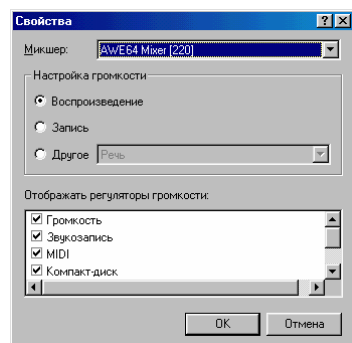 Свойства
Микшер: AWE64 Mixer [220]
Настройка громкости
Воспроизведение
Запись
Другое Речь
Отображать регуляторы громкости:
Громкость
Звукозапись
MIDI
Компакт-диск
OK Отмена